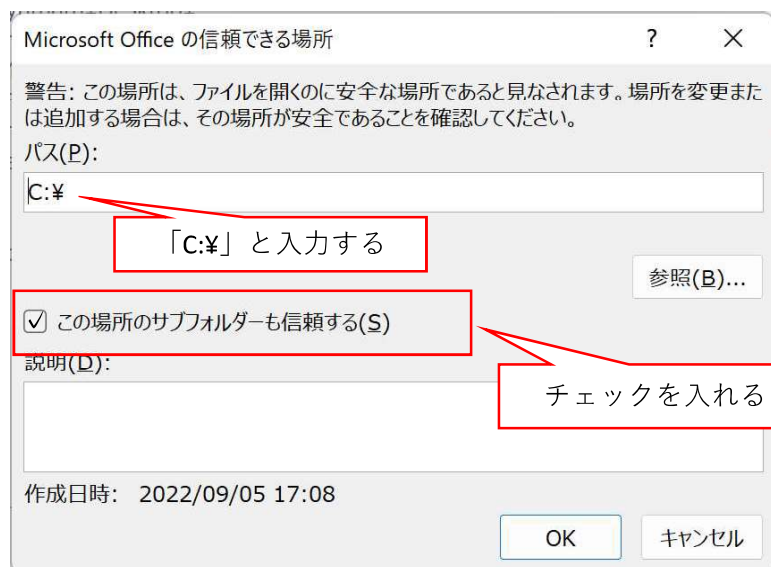 Microsoft Office の信頼できる場所 ?
警告: この場所は、ファイルを開くのに安全な場所であると見なされます。場所を変更また
は追加する場合は、その場所が安全であることを確認してください。
パス(P):
C:¥
「C:¥」と入力する
参照(B)...
この場所のサブフォルダーも信頼する(S)
説明(D):
チェックを入れる
作成日時: 2022/09/05 17:08
OK キャンセル